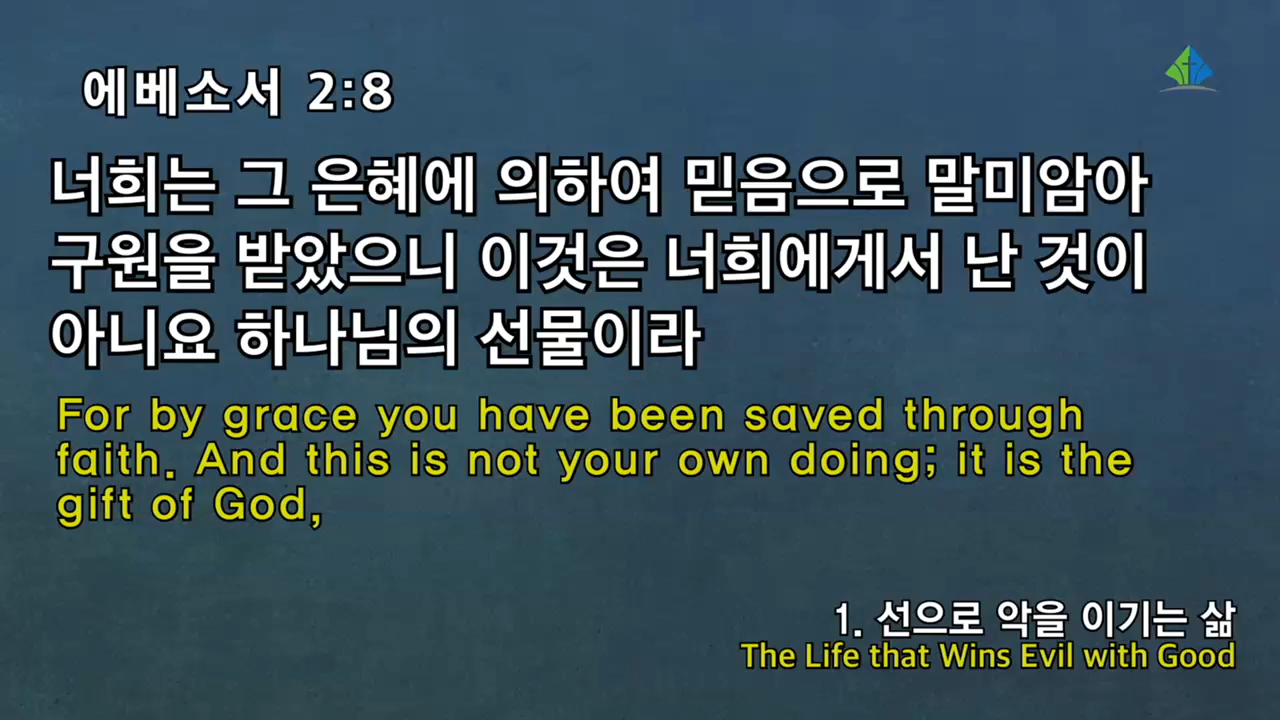 에베소서 2:8
너희는 그 은혜에 의하여 믿음으로 말미암아
구원을 받았으니 이것은 너희에게서 난 것이
아니요 하나님의 선물이라
For by grace you have been saved through
faith. And this is not your own doing; it is the
gift of God,
1. 선으로 악을 이기는 삶
The Life that Wins Evil with Good